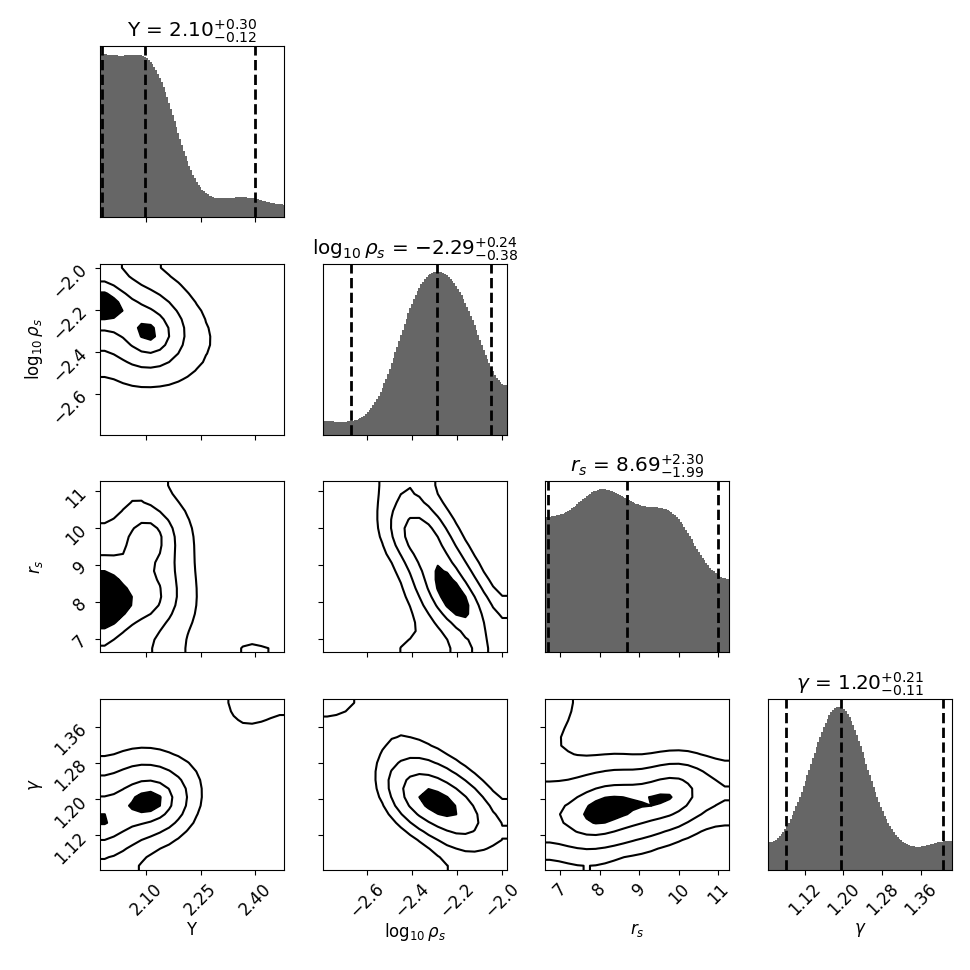 Y = 2.10^{+0.30}_{-0.12}
log₁₀ ρₛ = −2.29^{+0.24}_{-0.38}
−2.0
−2.2
−2.4
−2.6
log₁₀ ρₛ
rₛ = 8.69^{+2.30}_{-1.99}
11
10
9
8
7
rₛ
γ = 1.20^{+0.21}_{-0.11}
1.36
1.28
1.20
1.12
γ
2.10 2.25 2.40
−2.6 −2.4 −2.2 −2.0
7 8 9 10 11
1.12 1.20 1.28 1.36
Y log₁₀ ρₛ rₛ γ